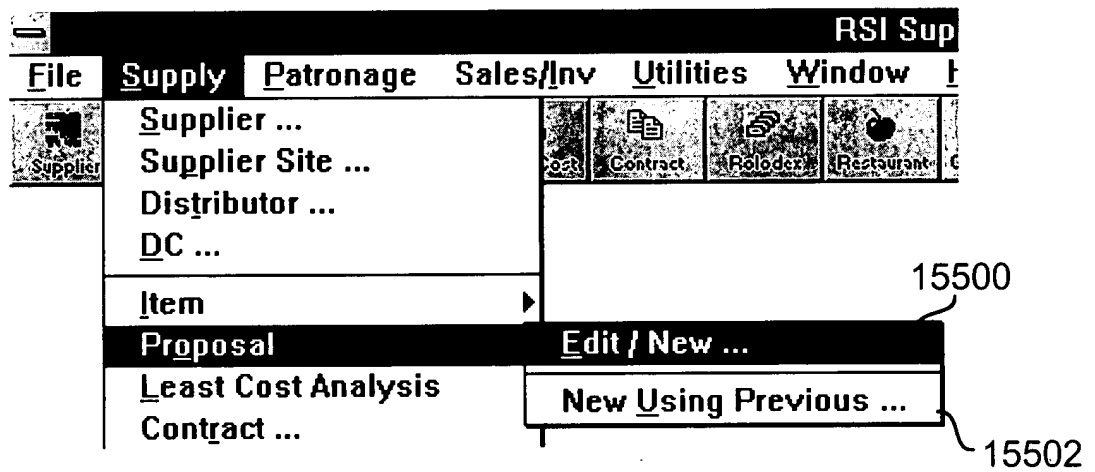 RSI Sup
File Supply Patronage Sales/Inv Utilities Window
Supplier Contract Rolodex Restaurant
Supplier ...
Supplier Site ...
Distributor ...
DC ...
Item
Proposal
Least Cost Analysis
Contract ...
15500
Edit / New ...
New Using Previous ...
15502